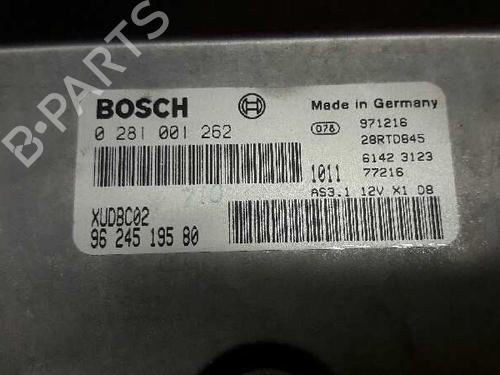 BOSCH
Made in Germany
0 281 001 262
078
971216
28RTD845
6142 3123
1011
77216
AS3.1 12V X1 D8
XUD8C02
96 245 195 80
B-PARTS